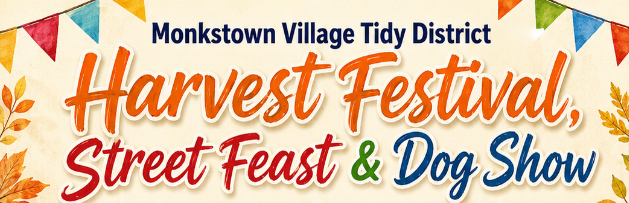 Monkstown Village Tidy District
Harvest Festival,
Street Feast & Dog Show